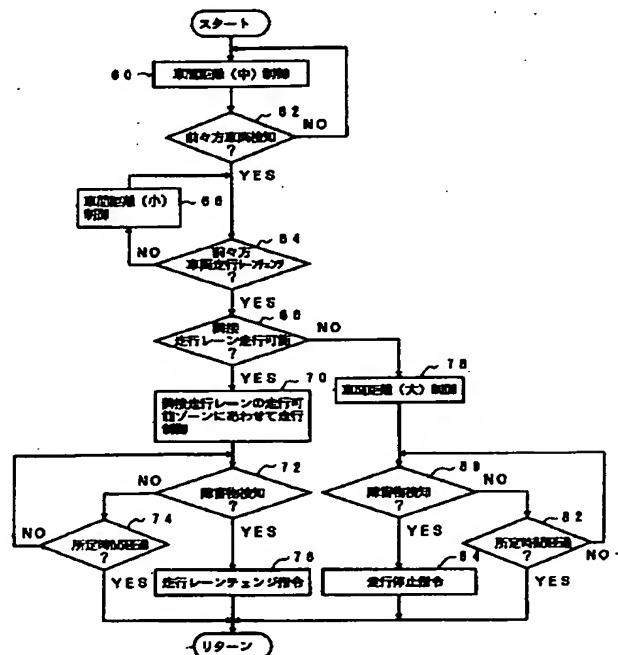 スタート
60
車間距離（中）制御
62
前々方車両検知
?
NO
YES
車間距離（小）
制御
66
64
前々方
車両走行レーンチェンジ
?
NO
YES
隣接
走行レーン走行可能
?
NO
YES
70
78
隣接走行レーンの走行可
能ゾーンにあわせて走行
制御
車間距離（大）制御
72
障害物検知
?
NO
YES
74
所定時間経過
?
NO
YES
76
走行レーンチェンジ指令
障害物検知
?
NO
YES
82
所定時間経過
?
NO
YES
84
走行停止指令
リターン